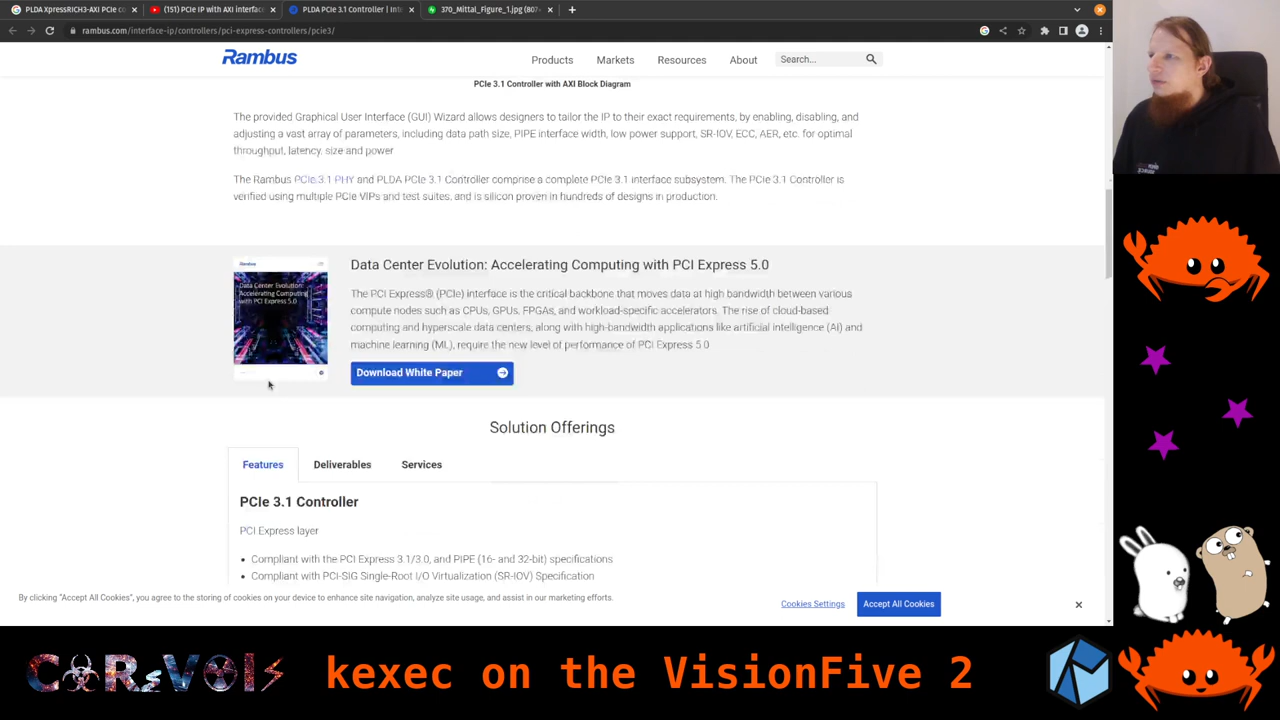 PLDA XpressRICH3-AXI PCIe co
(151) PCIe IP with AXI interface
PLDA PCIe 3.1 Controller | Int
370_Mittal_Figure_1.jpg (807×
rambus.com/interface-ip/controllers/pci-express-controllers/pcie3/
Rambus
Products
Markets
Resources
About
Search...
PCIe 3.1 Controller with AXI Block Diagram
The provided Graphical User Interface (GUI) Wizard allows designers to tailor the IP to their exact requirements, by enabling, disabling, and
adjusting a vast array of parameters, including data path size, PIPE interface width, low power support, SR-IOV, ECC, AER, etc. for optimal
throughput, latency, size and power
The Rambus PCIe 3.1 PHY and PLDA PCIe 3.1 Controller comprise a complete PCIe 3.1 interface subsystem. The PCIe 3.1 Controller is
verified using multiple PCIe VIPs and test suites, and is silicon proven in hundreds of designs in production.
Rambus
Data Center Evolution:
Accelerating Computing
with PCI Express 5.0
Data Center Evolution: Accelerating Computing with PCI Express 5.0
The PCI Express® (PCIe) interface is the critical backbone that moves data at high bandwidth between various
compute nodes such as CPUs, GPUs, FPGAs, and workload-specific accelerators. The rise of cloud-based
computing and hyperscale data centers, along with high-bandwidth applications like artificial intelligence (AI) and
machine learning (ML), require the new level of performance of PCI Express 5.0
Download White Paper
Solution Offerings
Features
Deliverables
Services
PCIe 3.1 Controller
PCI Express layer
• Compliant with the PCI Express 3.1/3.0, and PIPE (16- and 32-bit) specifications
• Compliant with PCI-SIG Single-Root I/O Virtualization (SR-IOV) Specification
By clicking “Accept All Cookies”, you agree to the storing of cookies on your device to enhance site navigation, analyze site usage, and assist in our marketing efforts.
Cookies Settings
Accept All Cookies
kexec on the VisionFive 2